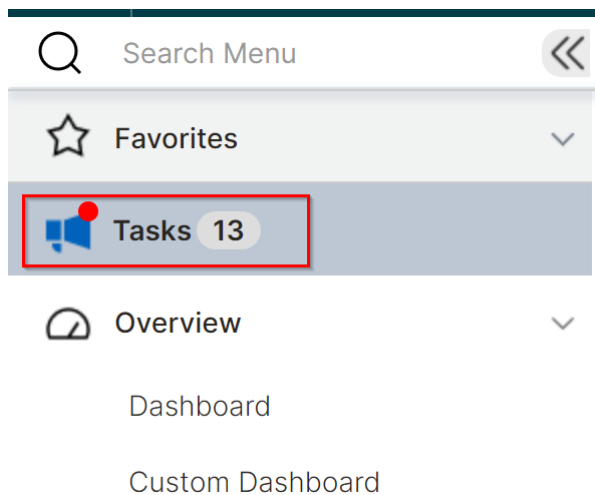 Search Menu
Favorites
Tasks 13
Overview
Dashboard
Custom Dashboard